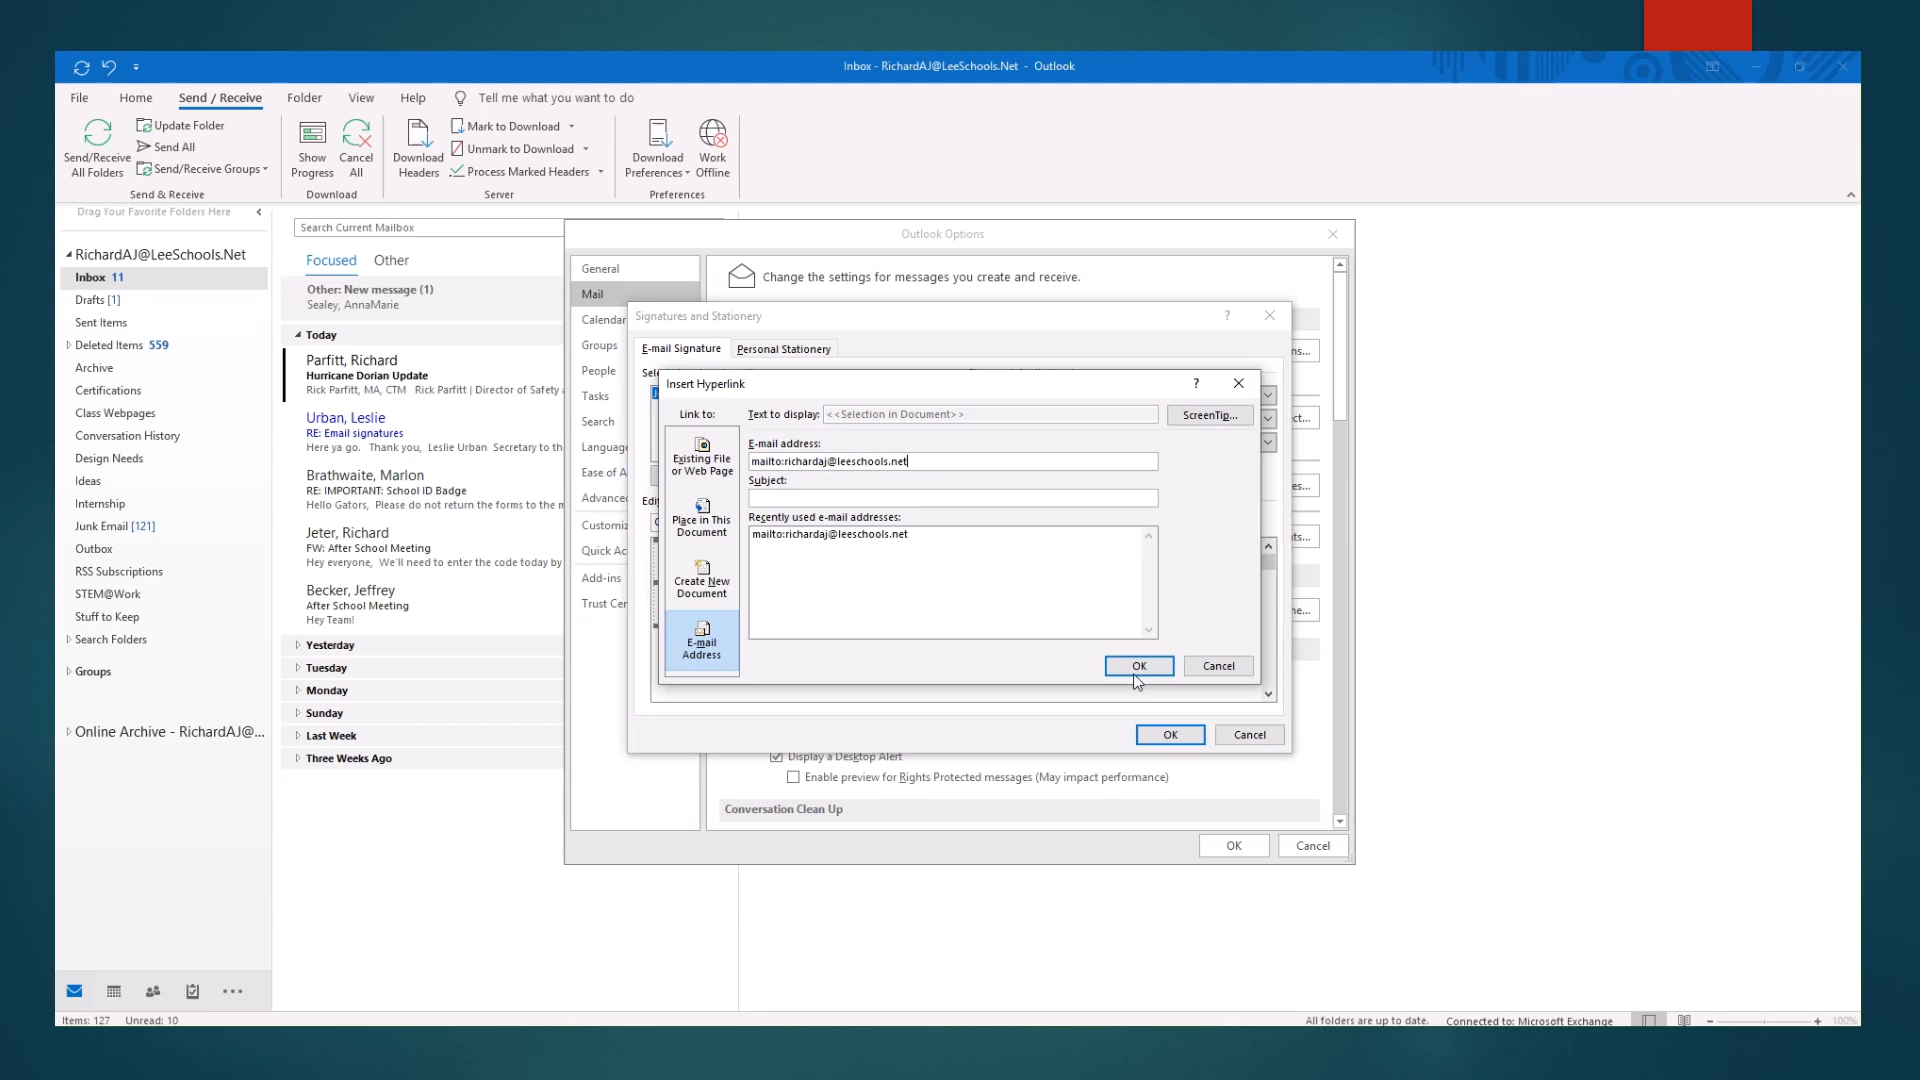 Inbox - RichardAJ@LeeSchools.Net - Outlook
File Home Send / Receive Folder View Help Tell me what you want to do
Send/Receive
All Folders
Update Folder
Send All
Send/Receive Groups
Send & Receive
Show
Progress
Cancel
All
Download
Download
Headers
Mark to Download
Unmark to Download
Process Marked Headers
Server
Download
Preferences
Work
Offline
Preferences
Drag Your Favorite Folders Here
RichardAJ@LeeSchools.Net
Inbox 11
Drafts [1]
Sent Items
Deleted Items 559
Archive
Certifications
Class Webpages
Conversation History
Design Needs
Ideas
Internship
Junk Email [121]
Outbox
RSS Subscriptions
STEM@Work
Stuff to Keep
Search Folders
Groups
Online Archive - RichardAJ@...
Search Current Mailbox
Focused Other
Other: New message (1)
Sealey, AnnaMarie
Today
Parfitt, Richard
Hurricane Dorian Update
Rick Parfitt, MA, CTM Rick Parfitt | Director of Safety
Urban, Leslie
RE: Email signatures
Here ya go. Thank you, Leslie Urban Secretary to
Brathwaite, Marlon
RE: IMPORTANT: School ID Badge
Hello Gators, Please do not return the forms to the
Jeter, Richard
FW: After School Meeting
Hey everyone, We'll need to enter the code today by
Becker, Jeffrey
After School Meeting
Hey Team!
Yesterday
Tuesday
Monday
Sunday
Last Week
Three Weeks Ago
Outlook Options
General
Mail
Calendar
Groups
People
Tasks
Search
Language
Ease of A
Advanced
Customiz
Quick Ac
Add-ins
Trust Cer
Change the settings for messages you create and receive.
Signatures and Stationery
?
E-mail Signature Personal Stationery
Insert Hyperlink
?
Link to:
Text to display: <<Selection in Document>>
ScreenTip...
Existing File
or Web Page
Place in This
Document
Create New
Document
E-mail
Address
E-mail address:
mailto:richardaj@leeschools.net
Subject:
Recently used e-mail addresses:
mailto:richardaj@leeschools.net
OK Cancel
OK Cancel
Display a Desktop Alert
Enable preview for Rights Protected messages (May impact performance)
Conversation Clean Up
OK Cancel
Items: 127 Unread: 10
All folders are up to date. Connected to: Microsoft Exchange
100%